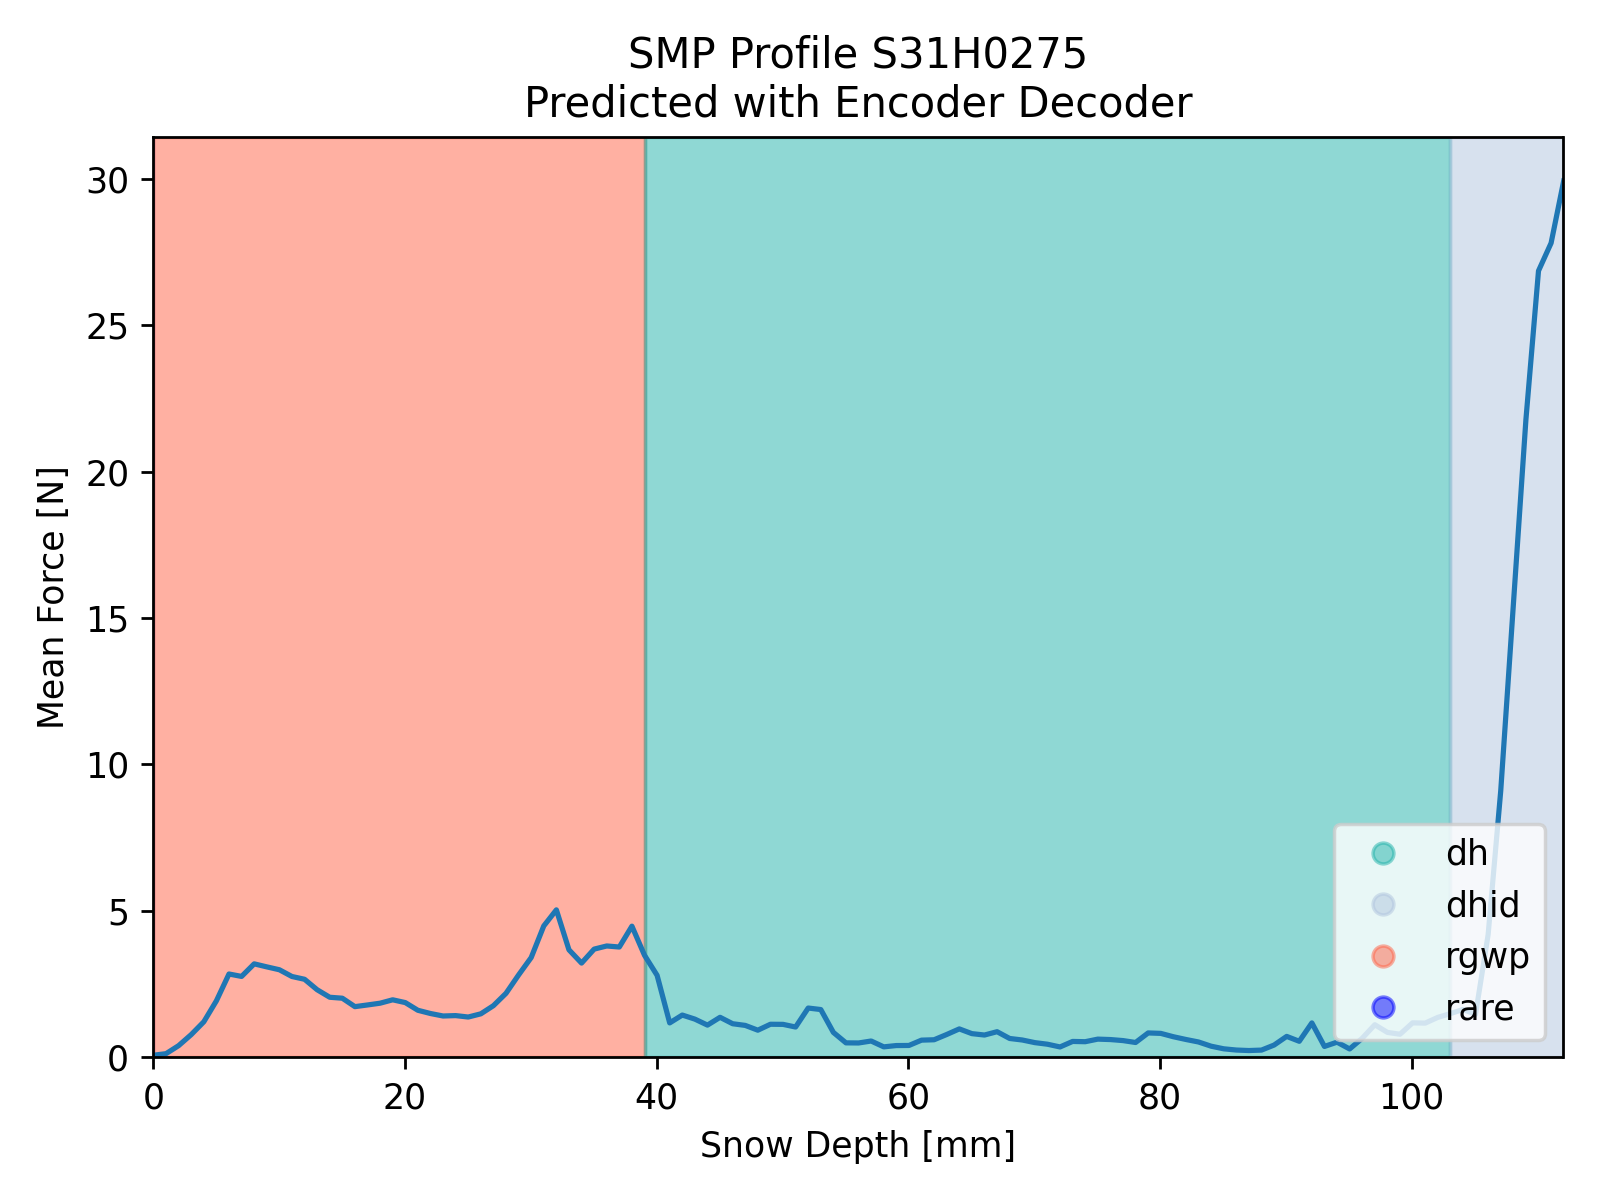 SMP Profile S31H0275
Predicted with Encoder Decoder
Mean Force [N]
30
25
20
15
10
5
0
0 20 40 60 80 100
Snow Depth [mm]
dh
dhid
rgwp
rare